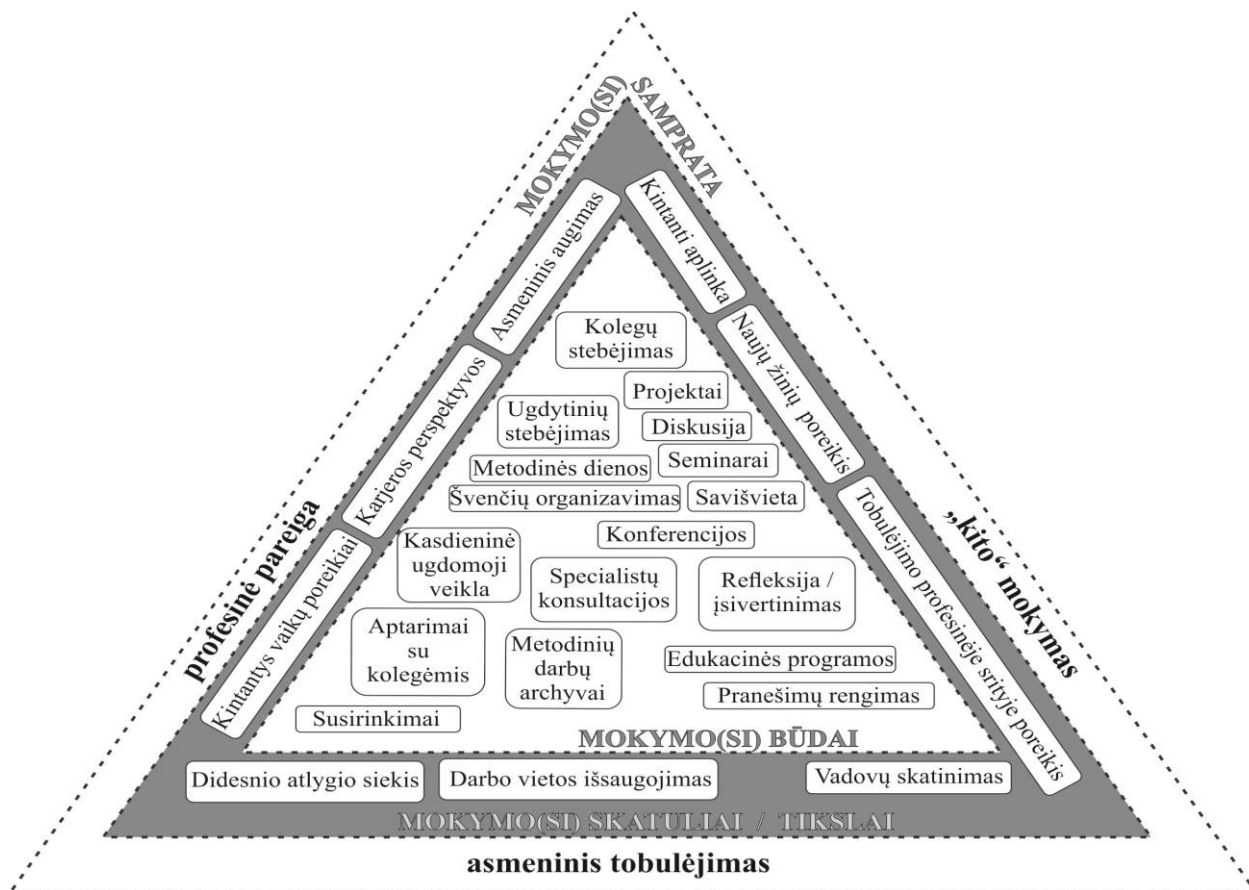 MOKYMO(SI)
SAMPRATA
Asmeninis augimas
Kintanti aplinka
Karjeros perspektyvos
Naujų žinių poreikis
Kintantys vaikų poreikiai
Tobulėjimo profesinėje srityje poreikis
profesinė pareiga
„kito“ mokymas
Kolegų
stebėjimas
Projektai
Ugdytinių
stebėjimas
Diskusija
Metodinės dienos
Seminarai
Švenčių organizavimas
Savišvieta
Konferencijos
Kasdieninė
ugdomoji
veikla
Specialistų
konsultacijos
Refleksija /
įsivertinimas
Aptarimai
su
kolegėmis
Metodinių
darbų
archyvai
Edukacinės programos
Pranešimų rengimas
Susirinkimai
MOKYMO(SI) BŪDAI
Didesnio atlygio siekis
Darbo vietos išsaugojimas
Vadovų skatinimas
MOKYMO(SI) SKATULIAI / TIKSLAI
asmeninis tobulėjimas